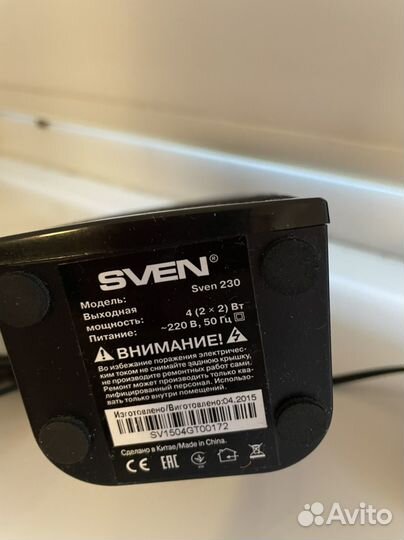 SVEN®
Модель: Sven 230
Выходная
мощность: 4 (2 × 2) Вт
Питание: ~220 В, 50 Гц
ВНИМАНИЕ!
Во избежание поражения электричес-
ким током не снимайте заднюю крышку,
не производите ремонтных работ сами.
Ремонт может производить только ква-
лифицированный персонал. Использо-
вать только внутри помещений.
Изготовлено/Виготовлено:04.2015
SV1504GT00172
Сделано в Китае/Made in China.
CE EAC
Avito